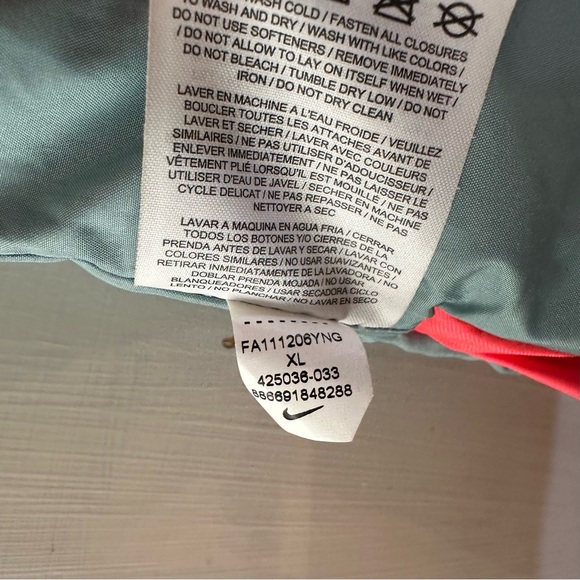 WASH COLD / FASTEN ALL CLOSURES
TO WASH AND DRY / WASH WITH LIKE COLORS /
DO NOT USE SOFTENERS / REMOVE IMMEDIATELY
/ DO NOT ALLOW TO LAY ON ITSELF WHEN WET /
DO NOT BLEACH / TUMBLE DRY LOW / DO NOT
IRON / DO NOT DRY CLEAN
LAVER EN MACHINE A L'EAU FROIDE / VEUILLEZ
BOUCLER TOUTES LES ATTACHES AVANT DE
LAVER ET SECHER / LAVER AVEC COULEURS
SIMILAIRES / NE PAS UTILISER D'ADOUCISSEUR /
ENLEVER IMMEDIATEMENT / NE PAS LAISSER LE
VÊTEMENT PLIÉ LORSQU'IL EST MOUILLÉ / NE PAS
UTILISER D'EAU DE JAVEL / SECHER EN MACHINE
CYCLE DELICAT / NE PAS REPASSER / NE PAS
NETTOYER A SEC
LAVAR A MAQUINA EN AGUA FRIA / CERRAR
TODOS LOS BOTONES Y/O CIERRES DE LA
PRENDA ANTES DE LAVAR Y SECAR / LAVAR CON
COLORES SIMILARES / NO USAR SUAVIZANTES /
RETIRAR INMEDIATAMENTE DE LA LAVADORA / NO
DOBLAR PRENDA MOJADA / NO USAR
BLANQUEADORES / USAR SECADORA CICLO
LENTO / NO PLANCHAR / NO LAVAR EN SECO
FA111206YNG
XL
425036-033
886691848288